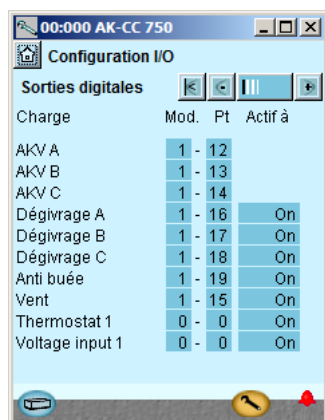 00:000 AK-CC 750
Configuration I/O
Sorties digitales
Charge Mod. Pt Actif à
AKV A 1 - 12
AKV B 1 - 13
AKV C 1 - 14
Dégivrage A 1 - 16 On
Dégivrage B 1 - 17 On
Dégivrage C 1 - 18 On
Anti buée 1 - 19 On
Vent 1 - 15 On
Thermostat 1 0 - 0 On
Voltage input 1 0 - 0 On